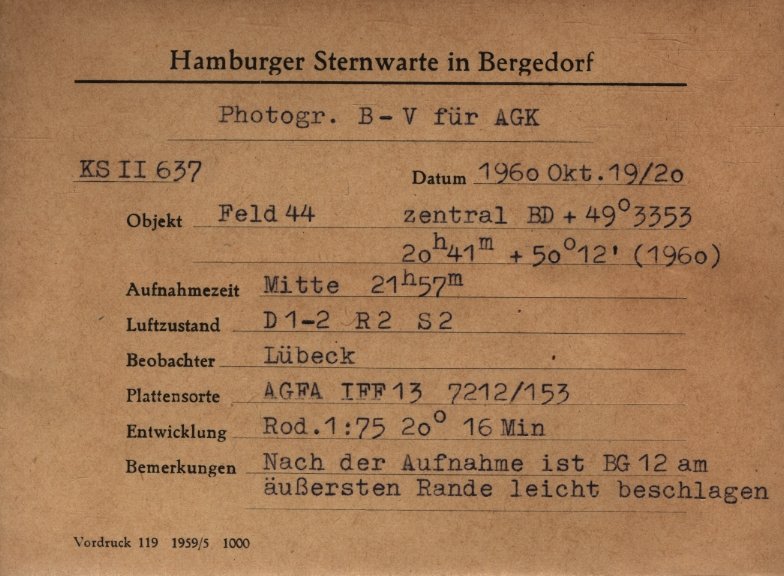 Hamburger Sternwarte in Bergedorf
Photogr. B-V für AGK
KS II 637 Datum 1960 Okt.19/20
Objekt Feld 44 zentral BD + 49°3353
20ʰ41ᵐ + 50°12' (1960)
Aufnahmezeit Mitte 21ʰ57ᵐ
Luftzustand D 1-2 R 2 S 2
Beobachter Lübeck
Plattensorte AGFA IFF 13 7212/153
Entwicklung Rod.1:75 20° 16 Min
Bemerkungen Nach der Aufnahme ist BG 12 am
äußersten Rande leicht beschlagen
Vordruck 119 1959/5 1000